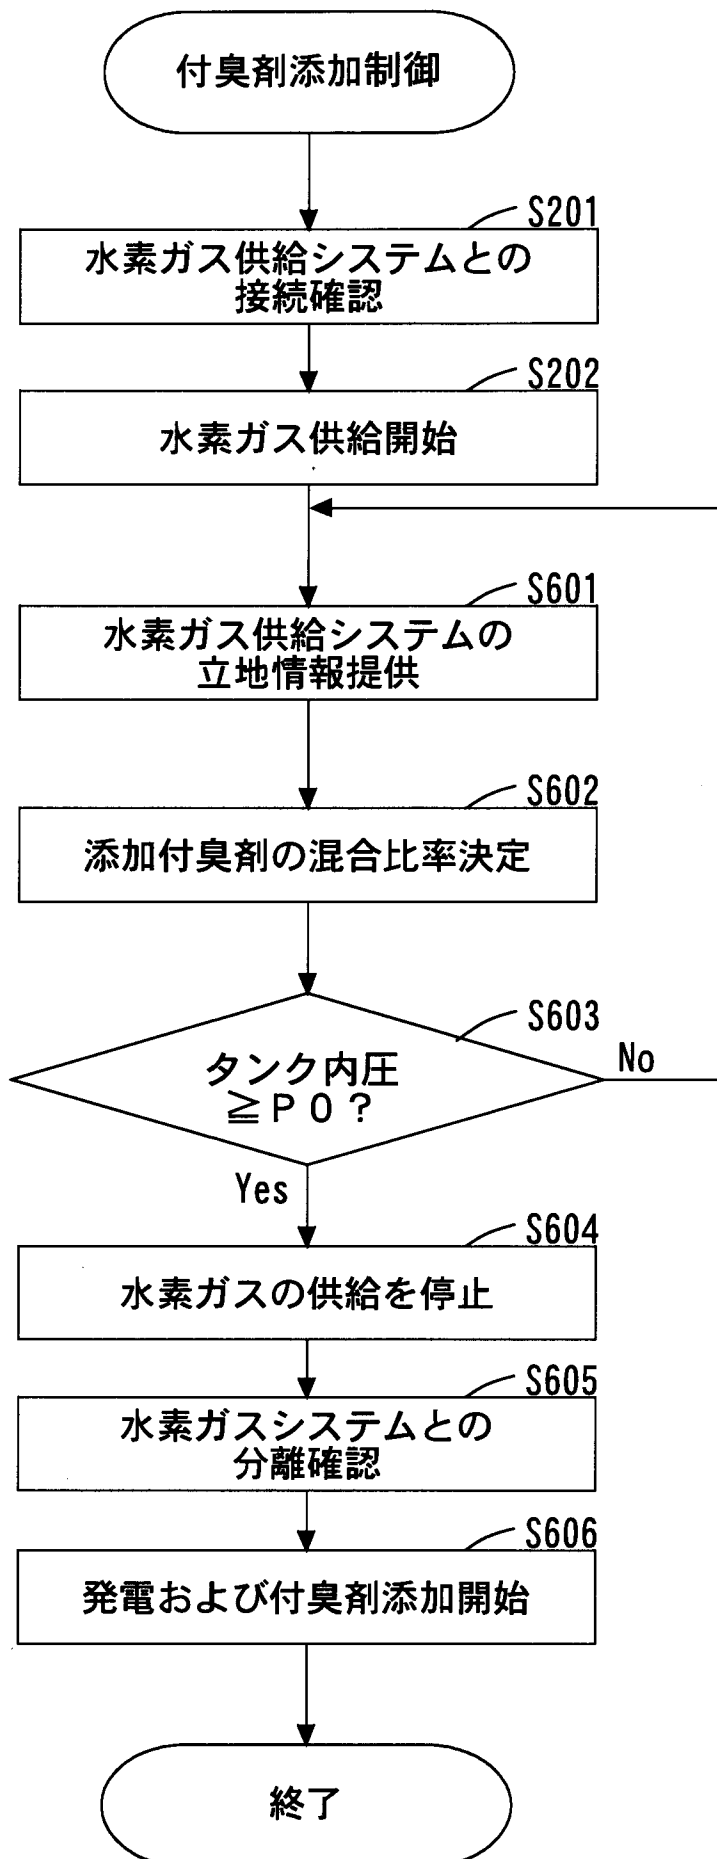 付臭剤添加制御
S201
水素ガス供給システムとの
接続確認
S202
水素ガス供給開始
S601
水素ガス供給システムの
立地情報提供
S602
添加付臭剤の混合比率決定
S603
タンク内圧
≧P0?
No
Yes
S604
水素ガスの供給を停止
S605
水素ガスシステムとの
分離確認
S606
発電および付臭剤添加開始
終了